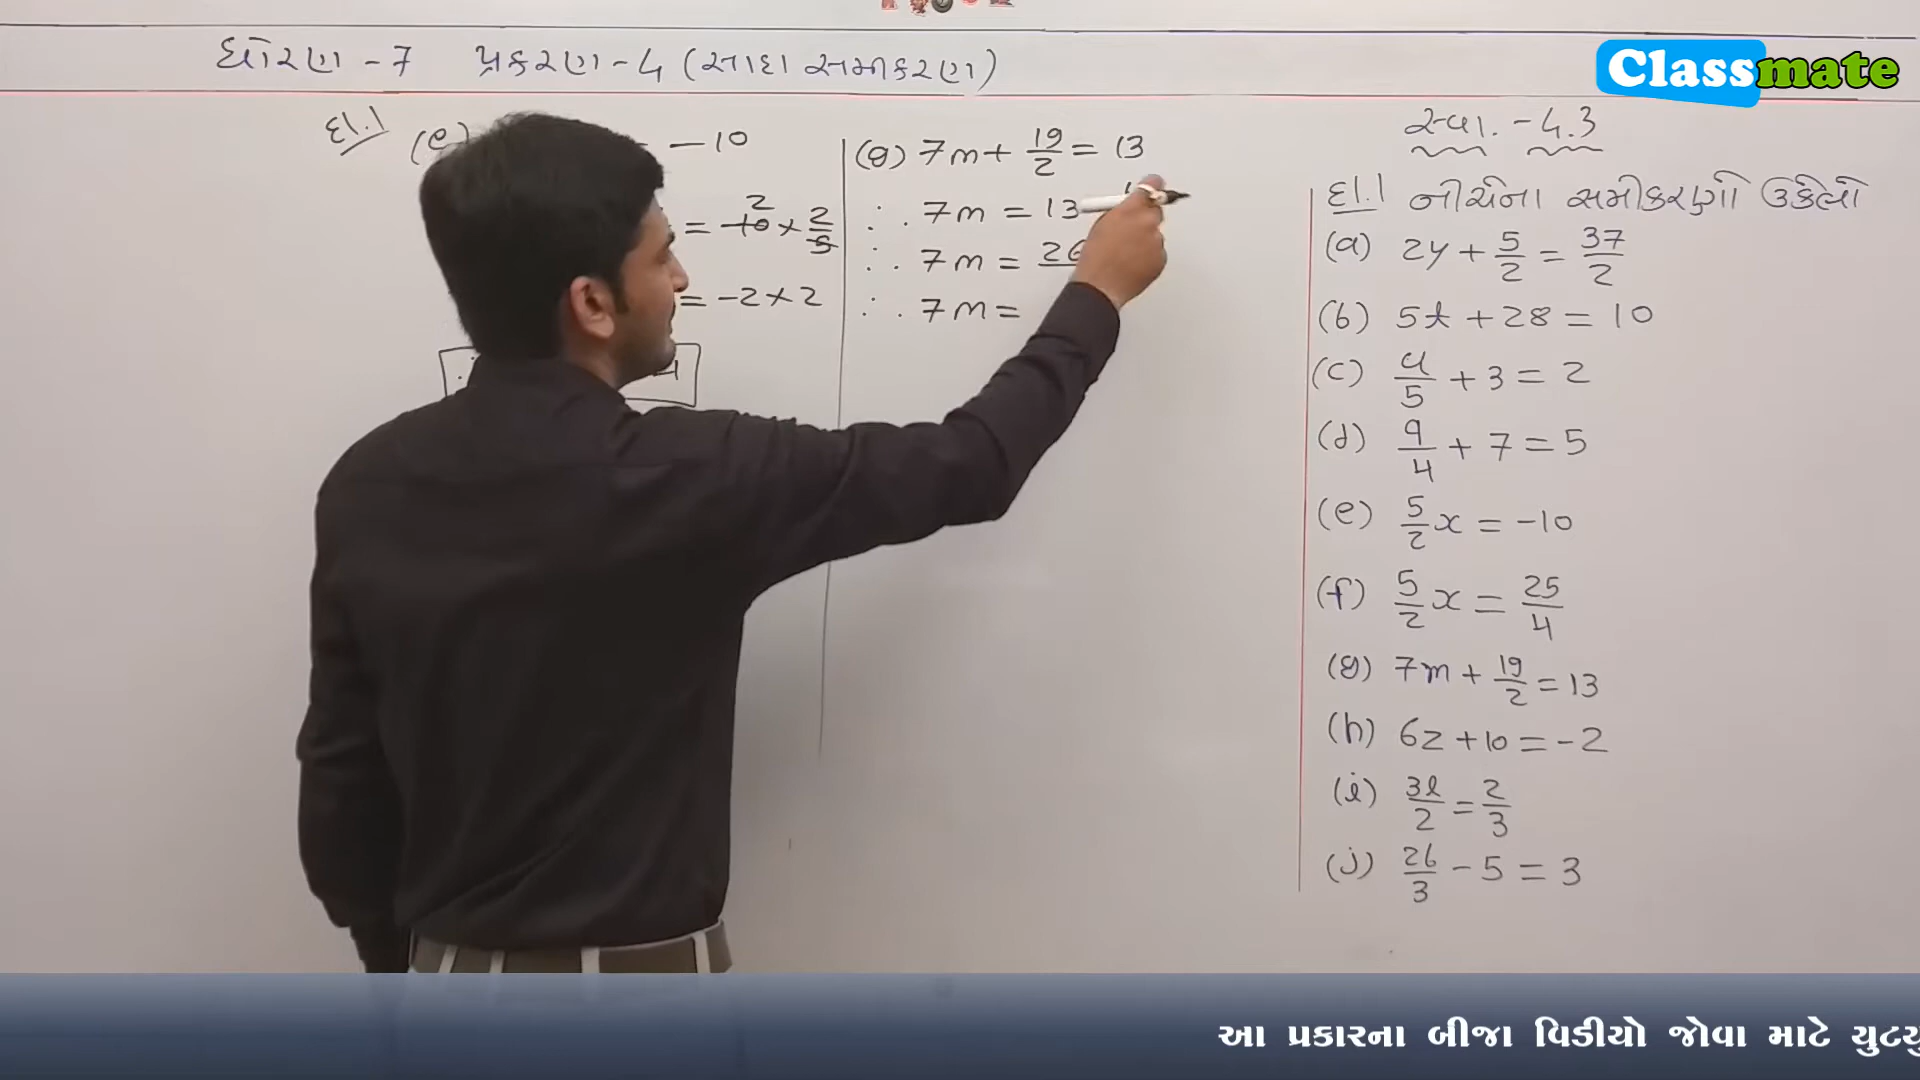 ધોરણ - 7 પ્રકરણ - 4 (સાદા સમીકરણ)
Classmate
દા.1 (e) - 10
= -10 × 2/5
2
= -2 × 2
4
(g) 7m + 19/2 = 13
∴ 7m = 13
∴ 7m = 26
∴ 7m =
સ્વા. - 4.3
દા.1 નીચેના સમીકરણો ઉકેલો
(a) 2y + 5/2 = 37/2
(b) 5t + 28 = 10
(c) a/5 + 3 = 2
(d) q/4 + 7 = 5
(e) 5/2 x = -10
(f) 5/2 x = 25/4
(g) 7m + 19/2 = 13
(h) 6z + 10 = -2
(i) 3l/2 = 2/3
(j) 2b/3 - 5 = 3
આ પ્રકારના બીજા વિડીયો જોવા માટે